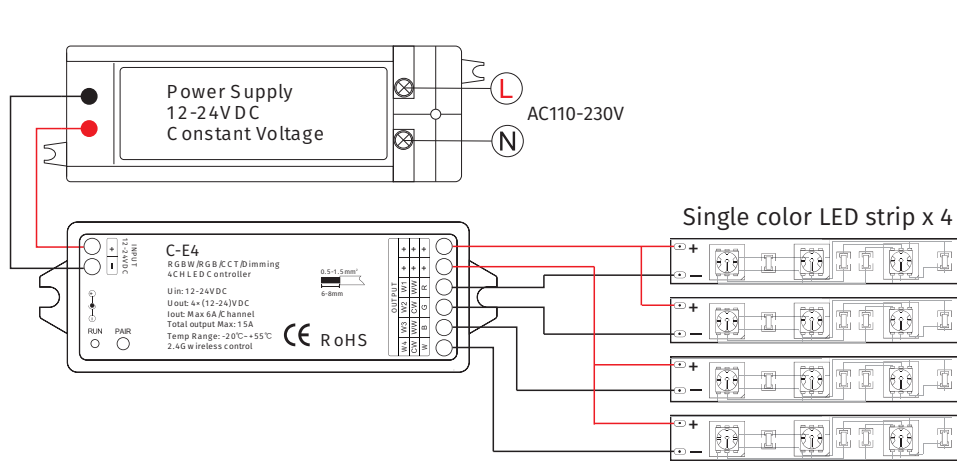 Power Supply
12-24V DC
Constant Voltage
L
AC110-230V
N
Single color LED strip x 4
+
−
INPUT
12-24VDC
C-E4
RGBW/RGB/CCT/Dimming
4CH LED Controller
Uin: 12-24VDC
Uout: 4×(12-24)VDC
Iout: Max 6A/Channel
Total output Max: 15A
Temp Range: -20℃~+55℃
2.4G wireless control
RUN PAIR
0.5-1.5mm²
6-8mm
CE RoHS
OUTPUT
+ + +
+ + +
W1 WW R
W2 CW G
W3 WW B
W4 CW W
+
−
+
−
+
−
+
−